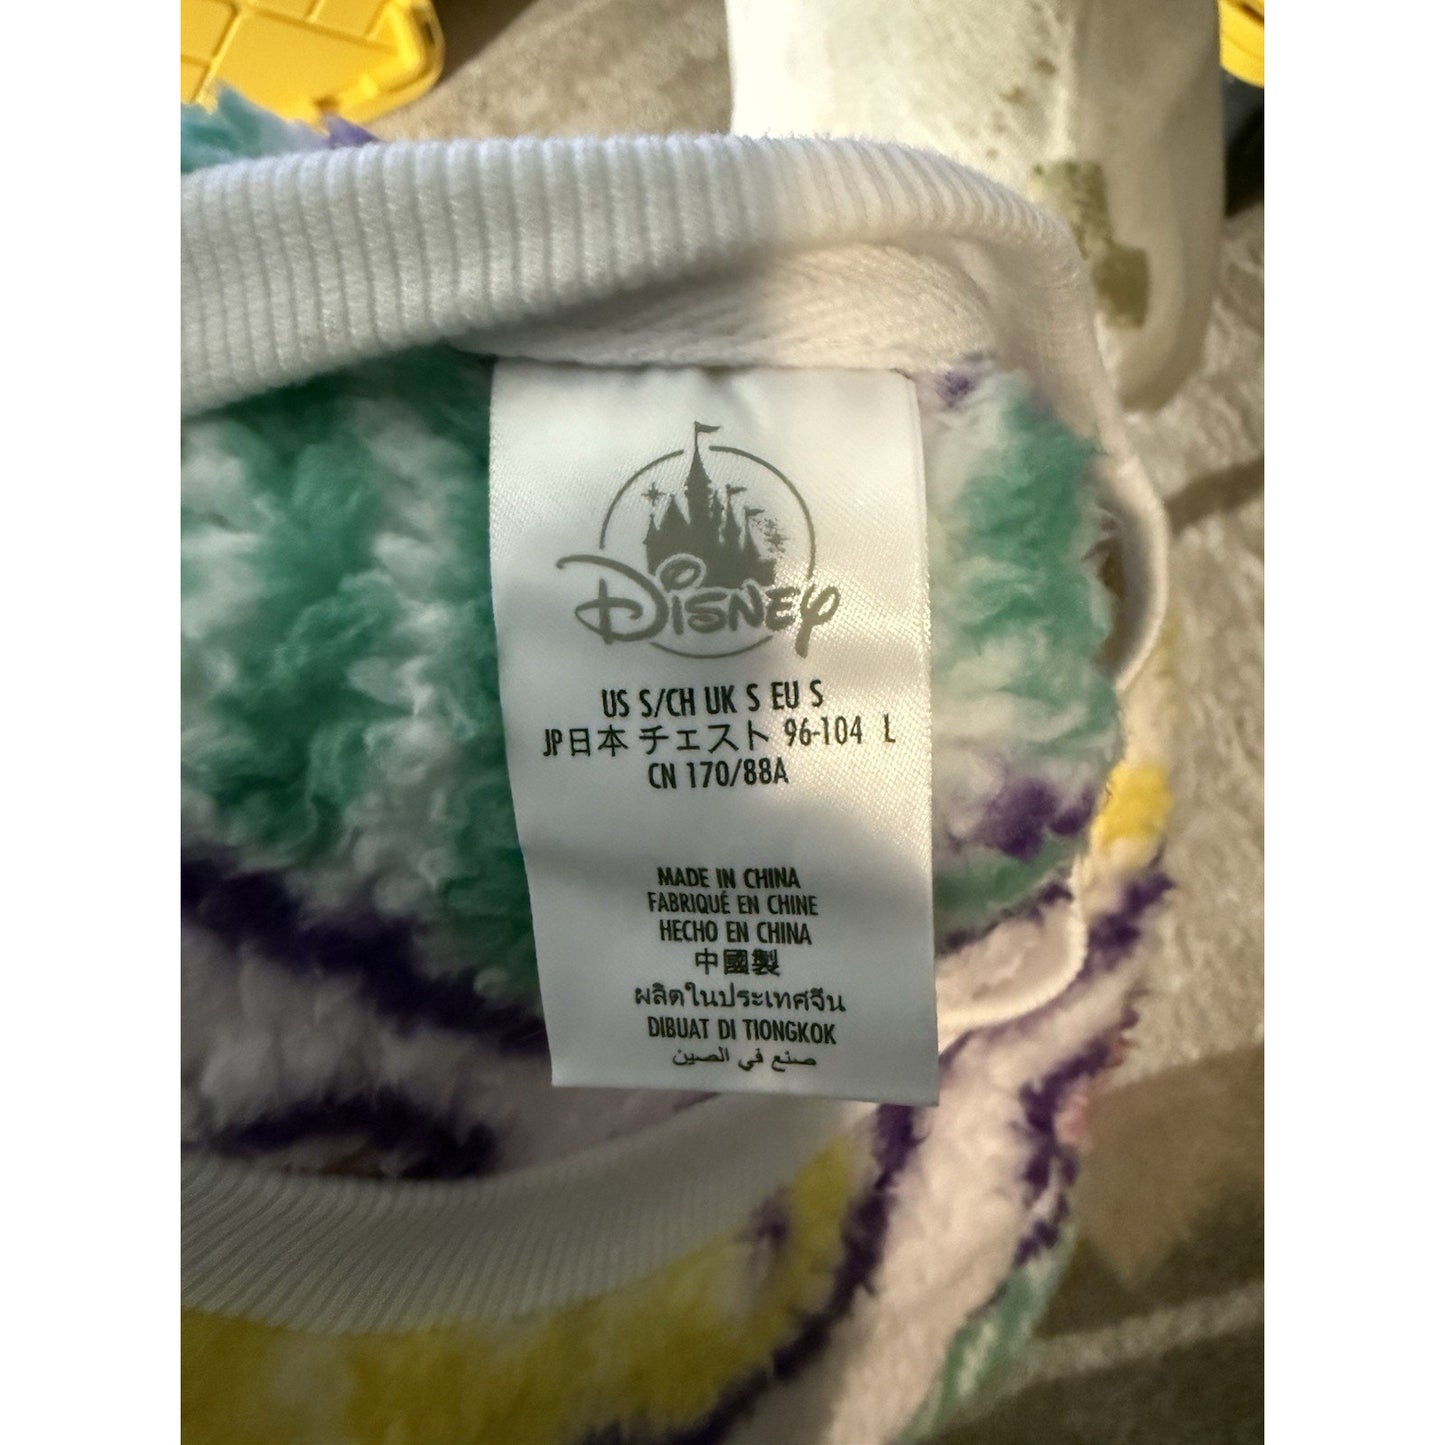 Disney
US S/CH UK S EU S
JP日本 チェスト 96-104 L
CN 170/88A
MADE IN CHINA
FABRIQUÉ EN CHINE
HECHO EN CHINA
中國製
ผลิตในประเทศจีน
DIBUAT DI TIONGKOK
صنع في الصين